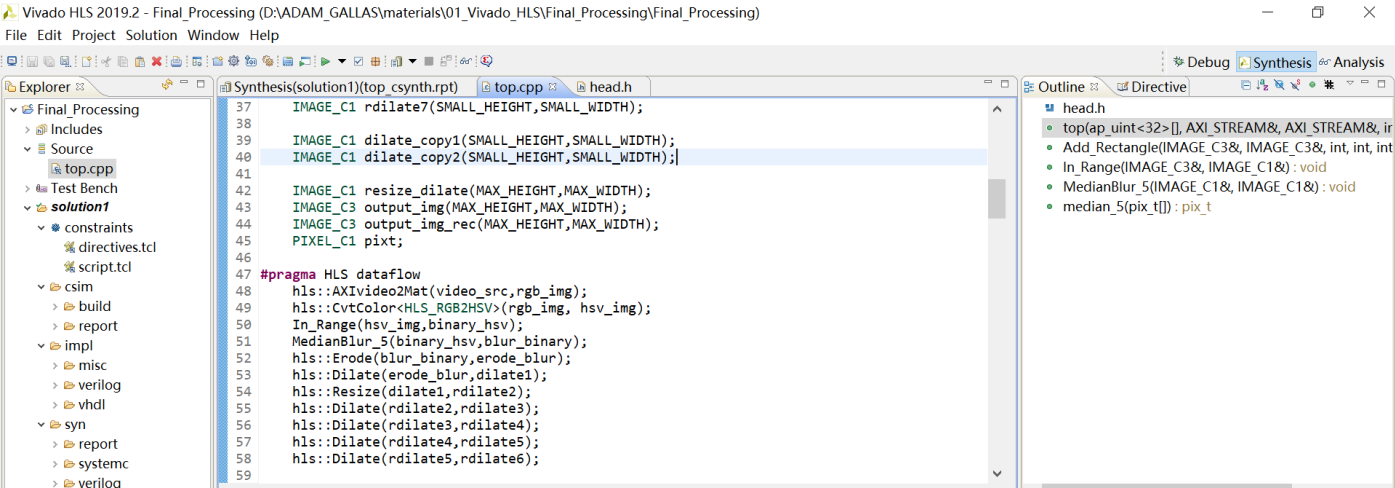 Vivado HLS 2019.2 - Final_Processing (D:\ADAM_GALLAS\materials\01_Vivado_HLS\Final_Processing\Final_Processing)
File Edit Project Solution Window Help
Debug Synthesis Analysis
Explorer
Final_Processing
Includes
Source
top.cpp
Test Bench
solution1
constraints
directives.tcl
script.tcl
csim
build
report
impl
misc
verilog
vhdl
syn
report
systemc
verilog
Synthesis(solution1)(top_csynth.rpt) top.cpp head.h
37 IMAGE_C1 rdilate7(SMALL_HEIGHT,SMALL_WIDTH);
38
39 IMAGE_C1 dilate_copy1(SMALL_HEIGHT,SMALL_WIDTH);
40 IMAGE_C1 dilate_copy2(SMALL_HEIGHT,SMALL_WIDTH);
41
42 IMAGE_C1 resize_dilate(MAX_HEIGHT,MAX_WIDTH);
43 IMAGE_C3 output_img(MAX_HEIGHT,MAX_WIDTH);
44 IMAGE_C3 output_img_rec(MAX_HEIGHT,MAX_WIDTH);
45 PIXEL_C1 pixt;
46
47 #pragma HLS dataflow
48 hls::AXIvideo2Mat(video_src,rgb_img);
49 hls::CvtColor<HLS_RGB2HSV>(rgb_img, hsv_img);
50 In_Range(hsv_img,binary_hsv);
51 MedianBlur_5(binary_hsv,blur_binary);
52 hls::Erode(blur_binary,erode_blur);
53 hls::Dilate(erode_blur,dilate1);
54 hls::Resize(dilate1,rdilate2);
55 hls::Dilate(rdilate2,rdilate3);
56 hls::Dilate(rdilate3,rdilate4);
57 hls::Dilate(rdilate4,rdilate5);
58 hls::Dilate(rdilate5,rdilate6);
59
Outline Directive
head.h
top(ap_uint<32>[], AXI_STREAM&, AXI_STREAM&, ir
Add_Rectangle(IMAGE_C3&, IMAGE_C3&, int, int, int
In_Range(IMAGE_C3&, IMAGE_C1&) : void
MedianBlur_5(IMAGE_C1&, IMAGE_C1&) : void
median_5(pix_t[]) : pix_t